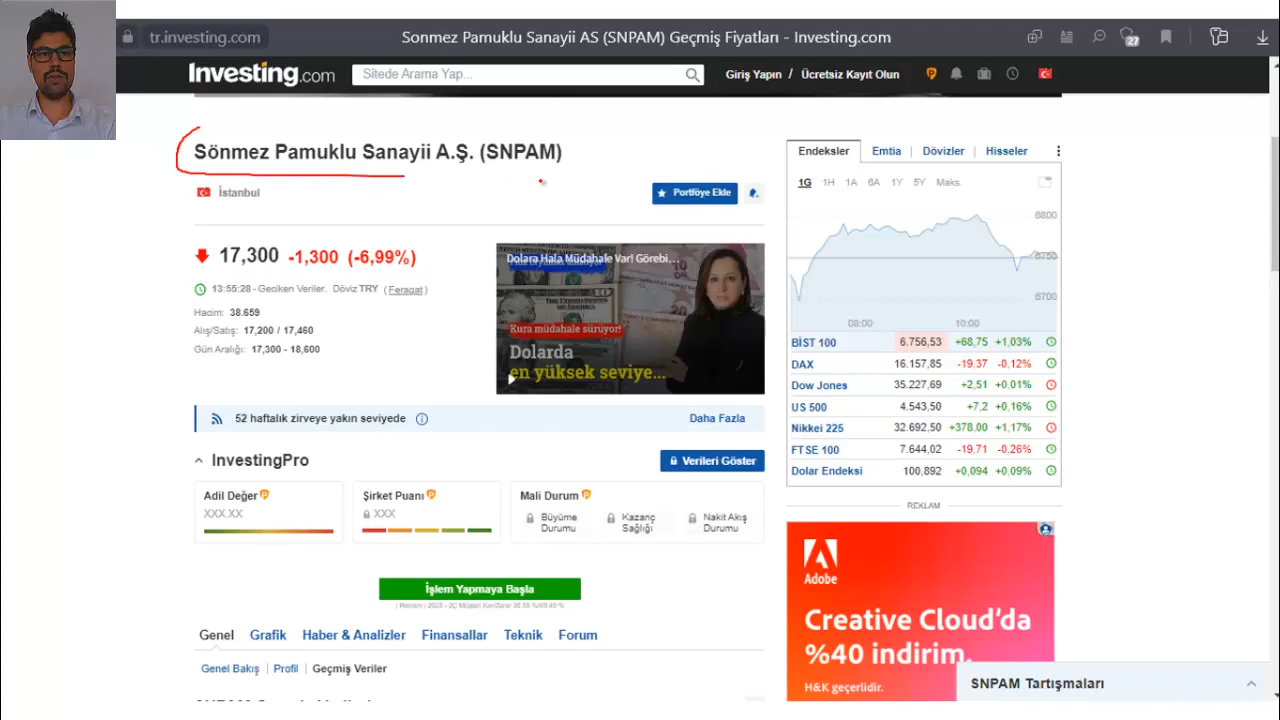 tr.investing.com
Sonmez Pamuklu Sanayii AS (SNPAM) Geçmiş Fiyatları - Investing.com
27
Investing.com
Sitede Arama Yap...
Giriş Yapın / Ücretsiz Kayıt Olun
Sönmez Pamuklu Sanayii A.Ş. (SNPAM)
İstanbul
Portföye Ekle
17,300 -1,300 (-6,99%)
13:55:28 - Geciken Veriler. Döviz TRY (Feragat)
Hacim: 38.659
Alış/Satış: 17,200 / 17,460
Gün Aralığı: 17,300 - 18,600
Dolara Hala Müdahale Var! Görebi...
Kura müdahale sürüyor!
Dolarda
en yüksek seviye...
52 haftalık zirveye yakın seviyede
Daha Fazla
InvestingPro
Verileri Göster
Adil Değer
XXX.XX
Şirket Puanı
XXX
Mali Durum
Büyüme Durumu
Kazanç Sağlığı
Nakit Akış Durumu
İşlem Yapmaya Başla
Genel Grafik Haber & Analizler Finansallar Teknik Forum
Genel Bakış Profil Geçmiş Veriler
Endeksler Emtia Dövizler Hisseler
1G 1H 1A 6A 1Y 5Y Maks.
6800
6750
6700
08:00 10:00
BİST 100 6.756,53 +68,75 +1,03%
DAX 16.157,85 -19,37 -0,12%
Dow Jones 35.227,69 +2,51 +0,01%
US 500 4.543,50 +7,2 +0,16%
Nikkei 225 32.692,50 +378.00 +1,17%
FTSE 100 7.644,02 -19,71 -0,26%
Dolar Endeksi 100,892 +0,094 +0,09%
REKLAM
Adobe
Creative Cloud'da
%40 indirim.
H&K geçerlidir.
SNPAM Tartışmaları